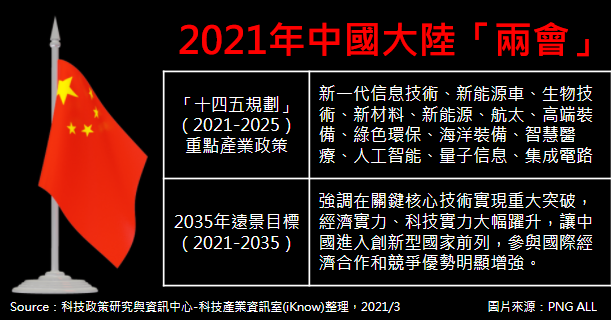 2021年中國大陸「兩會」
「十四五規劃」
（2021-2025）
重點產業政策
新一代信息技術、新能源車、生物技
術、新材料、新能源、航太、高端裝
備、綠色環保、海洋裝備、智慧醫
療、人工智能、量子信息、集成電路
2035年遠景目標
（2021-2035）
強調在關鍵核心技術實現重大突破，
經濟實力、科技實力大幅躍升，讓中
國進入創新型國家前列，參與國際經
濟合作和競爭優勢明顯增強。
Source：科技政策研究與資訊中心-科技產業資訊室(iKnow)整理，2021/3
圖片來源：PNG ALL